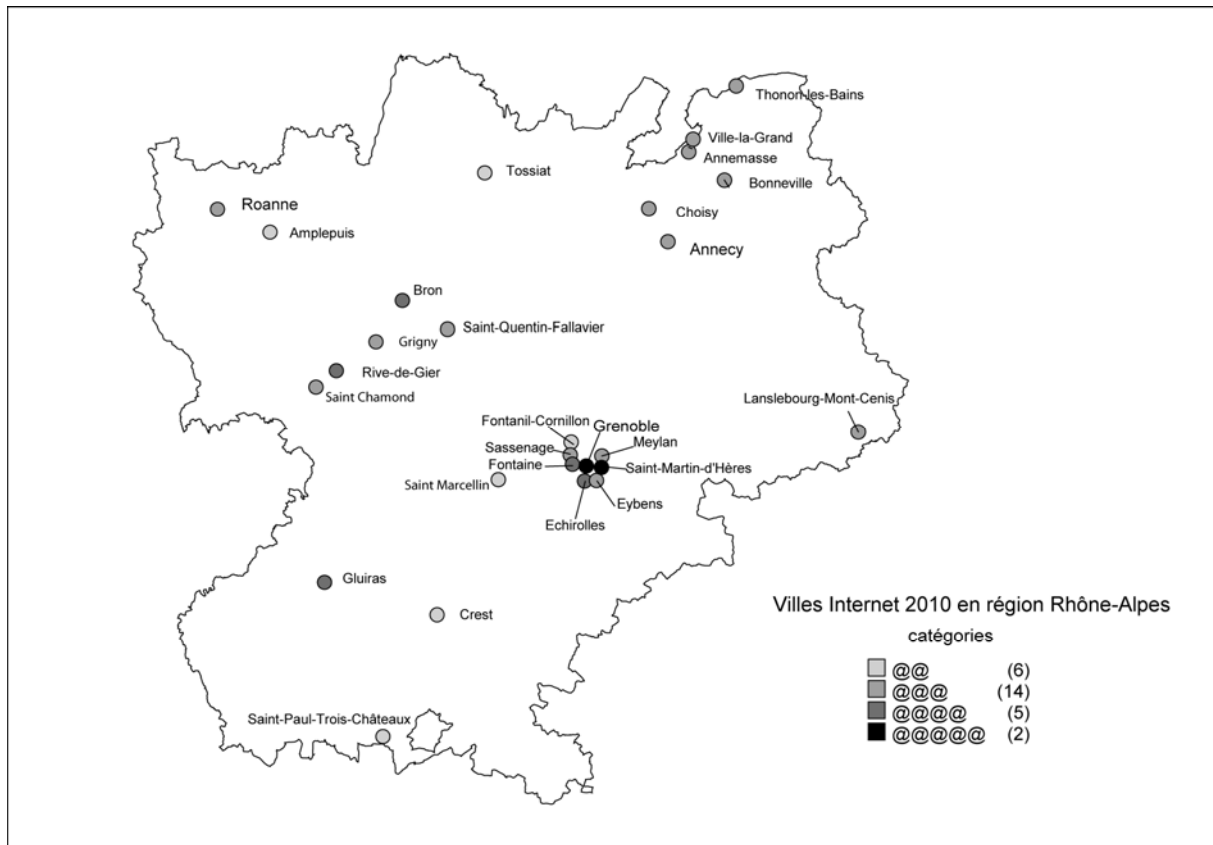 Thonon-les-Bains
Ville-la-Grand
Annemasse
Tossiat
Bonneville
Roanne
Choisy
Amplepuis
Annecy
Bron
Saint-Quentin-Fallavier
Grigny
Rive-de-Gier
Saint Chamond
Lanslebourg-Mont-Cenis
Fontanil-Cornillon
Grenoble
Sassenage
Meylan
Fontaine
Saint-Martin-d'Hères
Saint Marcellin
Eybens
Echirolles
Gluiras
Crest
Saint-Paul-Trois-Châteaux
Villes Internet 2010 en région Rhône-Alpes
catégories
@@ (6)
@@@ (14)
@@@@ (5)
@@@@@ (2)